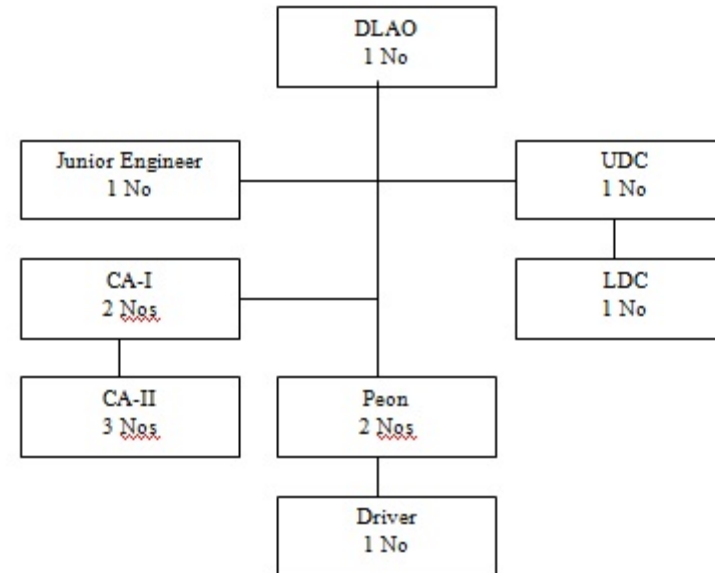 DLAO
1 No
Junior Engineer
1 No
UDC
1 No
CA-I
2 Nos
LDC
1 No
CA-II
3 Nos
Peon
2 Nos
Driver
1 No